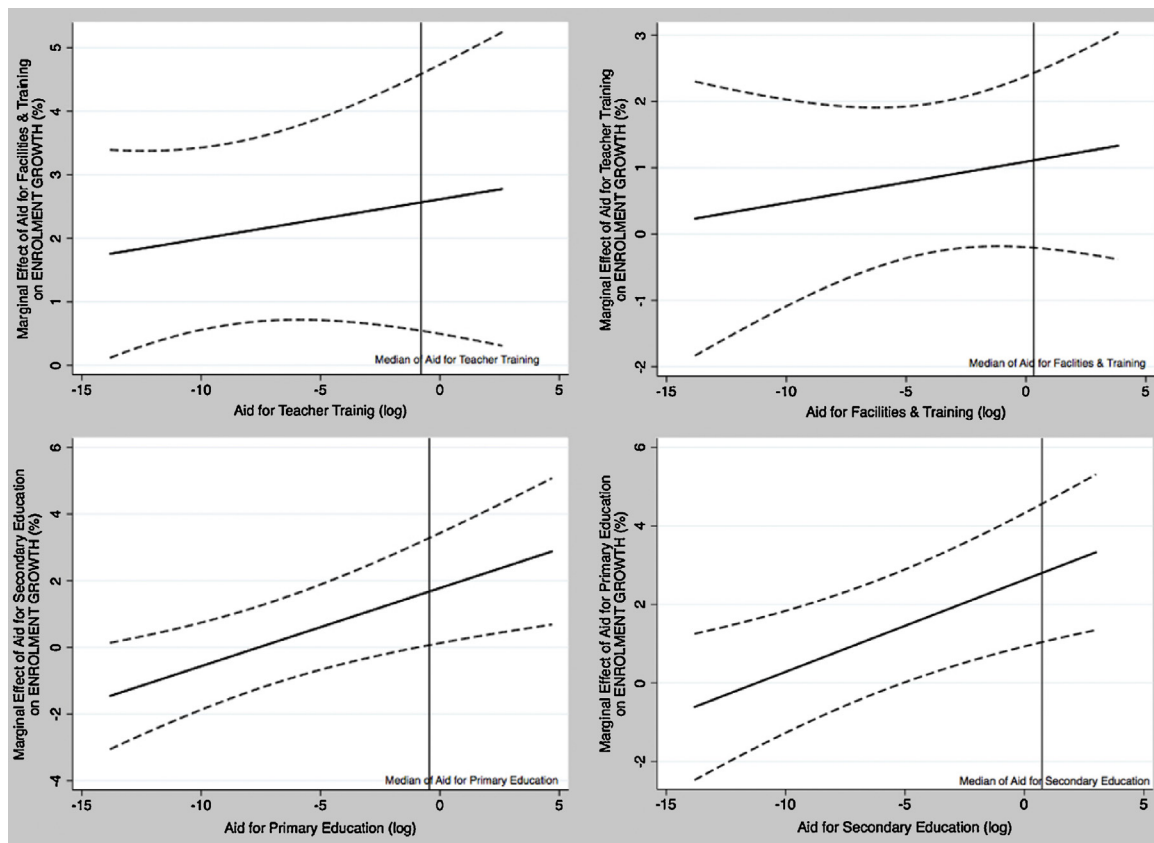 Marginal Effect of Aid for Facilities & Training
on ENROLMENT GROWTH (%)
5
4
3
2
1
0
Median of Aid for Teacher Training
-15
-10
-5
0
5
Aid for Teacher Trainig (log)
Marginal Effect of Aid for Teacher Training
on ENROLMENT GROWTH (%)
3
2
1
0
-1
-2
Median of Aid for Faclities & Training
-15
-10
-5
0
5
Aid for Facilities & Training (log)
Marginal Effect of Aid for Secondary Education
on ENROLMENT GROWTH (%)
6
4
2
0
-2
-4
Median of Aid for Primary Education
-15
-10
-5
0
5
Aid for Primary Education (log)
Marginal Effect of Aid for Primary Education
on ENROLMENT GROWTH (%)
6
4
2
0
-2
Median of Aid for Secondary Education
-15
-10
-5
0
5
Aid for Secondary Education (log)